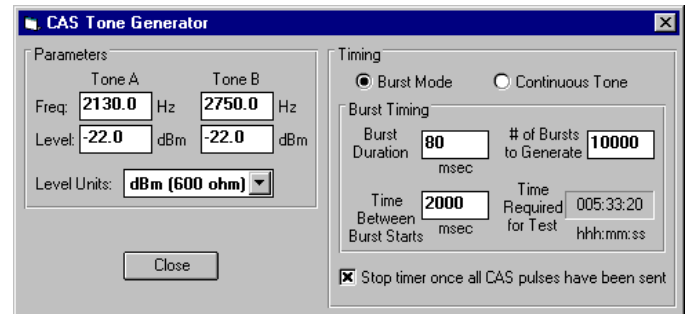 CAS Tone Generator
Parameters
Tone A Tone B
Freq: 2130.0 Hz 2750.0 Hz
Level: -22.0 dBm -22.0 dBm
Level Units: dBm (600 ohm)
Close
Timing
Burst Mode Continuous Tone
Burst Timing
Burst
Duration 80
msec
# of Bursts
to Generate 10000
Time
Between
Burst Starts 2000
msec
Time
Required
for Test 005:33:20
hhh:mm:ss
Stop timer once all CAS pulses have been sent